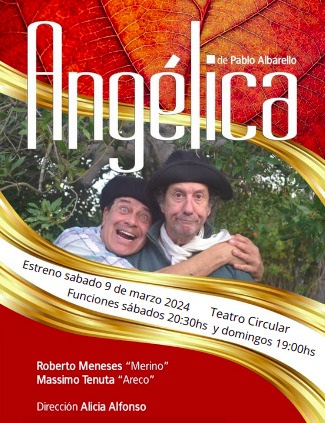 Angélica
de Pablo Albarello
Estreno sabado 9 de marzo 2024
Funciones sábados 20:30hs
Teatro Circular
y domingos 19:00hs
Roberto Meneses “Merino”
Massimo Tenuta “Areco”
Dirección Alicia Alfonso